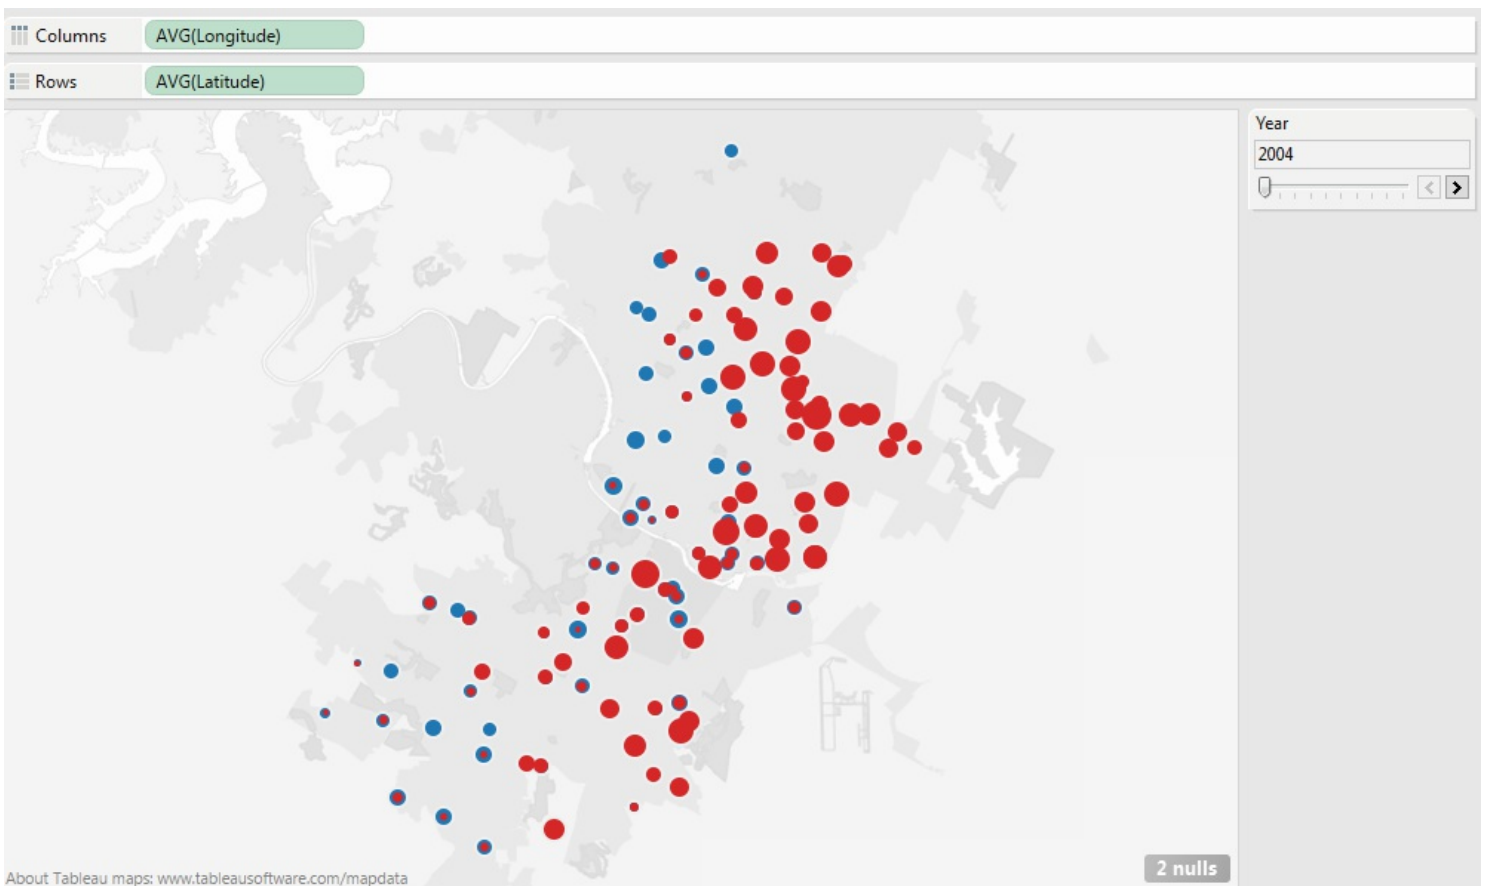 Columns AVG(Longitude)
Rows AVG(Latitude)
Year
2004
2 nulls
About Tableau maps: www.tableausoftware.com/mapdata